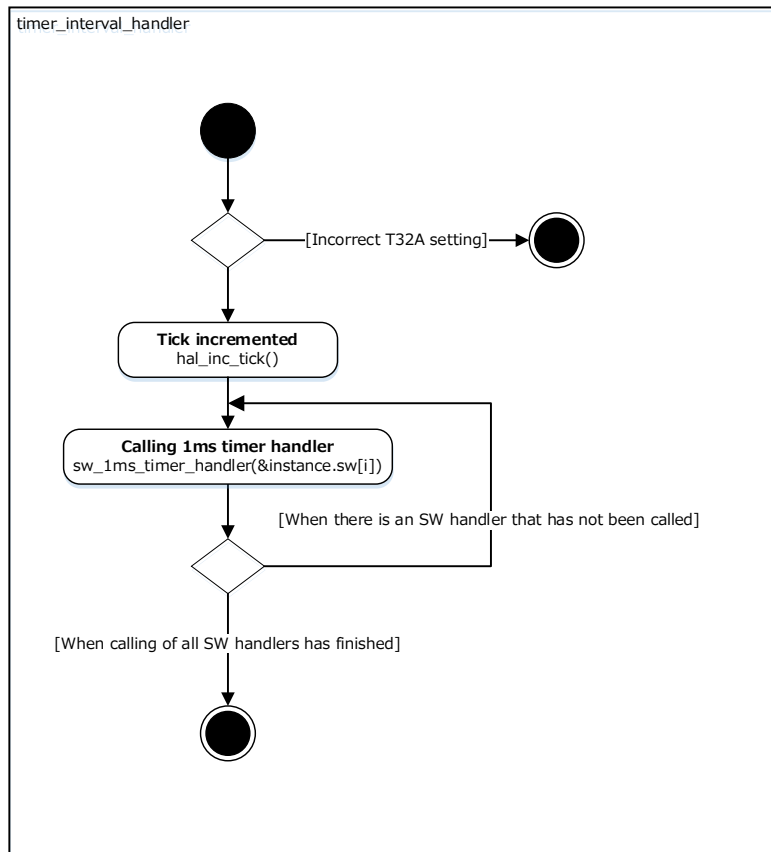 timer_interval_handler
[Incorrect T32A setting]
Tick incremented
hal_inc_tick()
Calling 1ms timer handler
sw_1ms_timer_handler(&instance.sw[i])
[When there is an SW handler that has not been called]
[When calling of all SW handlers has finished]